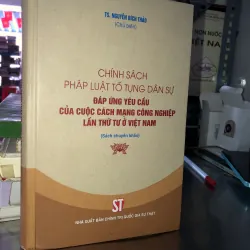 TS. NGUYỄN BÍCH THẢO
(CHỦ BIÊN)
CHÍNH SÁCH
PHÁP LUẬT TỐ TỤNG DÂN SỰ
ĐÁP ỨNG YÊU CẦU
CỦA CUỘC CÁCH MẠNG CÔNG NGHIỆP
LẦN THỨ TƯ Ở VIỆT NAM
(Sách chuyên khảo)
ST
NHÀ XUẤT BẢN CHÍNH TRỊ QUỐC GIA SỰ THẬT